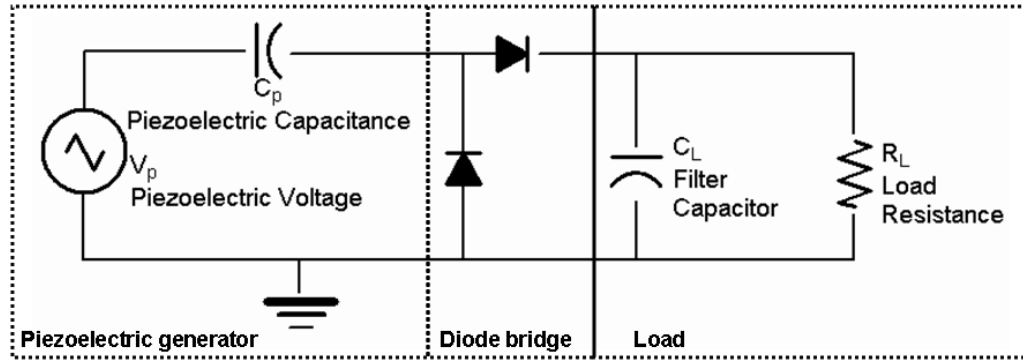 Cp
Piezoelectric Capacitance
Vp
Piezoelectric Voltage
CL
Filter
Capacitor
RL
Load
Resistance
Piezoelectric generator
Diode bridge
Load